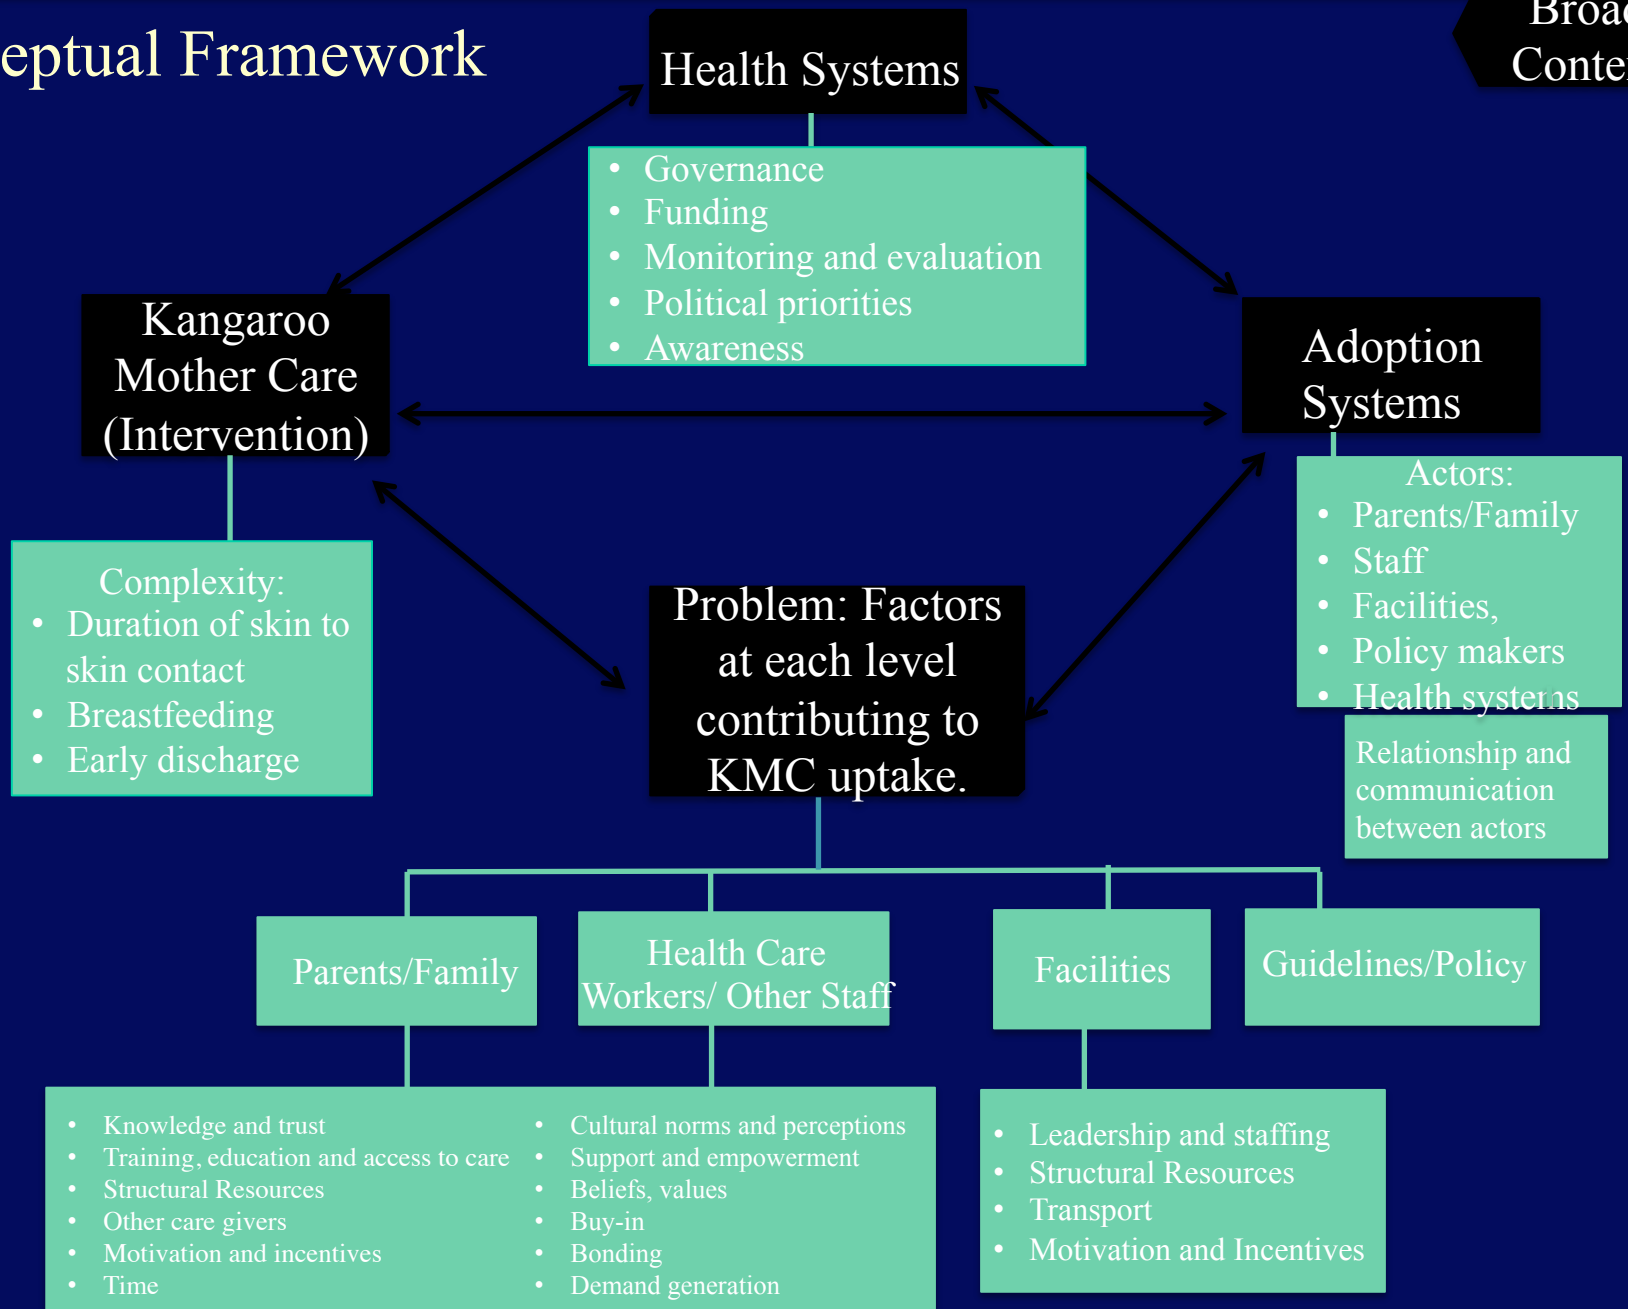 eptual Framework
Health Systems
Broad
Conte
• Governance
• Funding
• Monitoring and evaluation
• Political priorities
• Awareness
Kangaroo
Mother Care
(Intervention)
Adoption
Systems
Complexity:
• Duration of skin to
skin contact
• Breastfeeding
• Early discharge
Problem: Factors
at each level
contributing to
KMC uptake.
Actors:
• Parents/Family
• Staff
• Facilities,
• Policy makers
• Health systems
Relationship and
communication
between actors
Parents/Family
Health Care
Workers/ Other Staff
Facilities
Guidelines/Policy
• Knowledge and trust
• Training, education and access to care
• Structural Resources
• Other care givers
• Motivation and incentives
• Time
• Cultural norms and perceptions
• Support and empowerment
• Beliefs, values
• Buy-in
• Bonding
• Demand generation
• Leadership and staffing
• Structural Resources
• Transport
• Motivation and Incentives